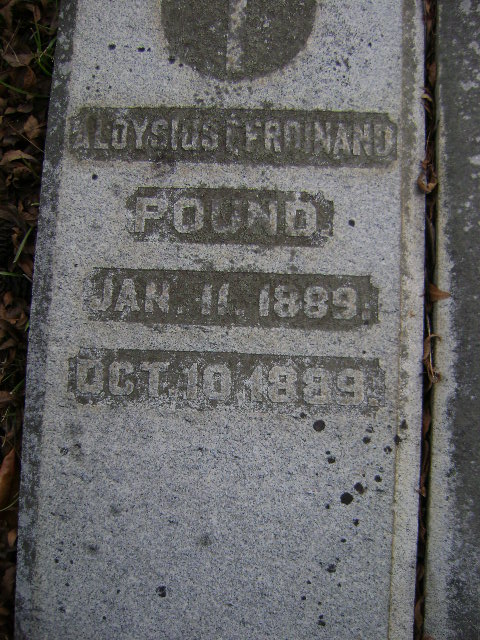 ALOYSIUS FERDINAND
POUND.
JAN. 11. 1889.
OCT. 10. 1889.